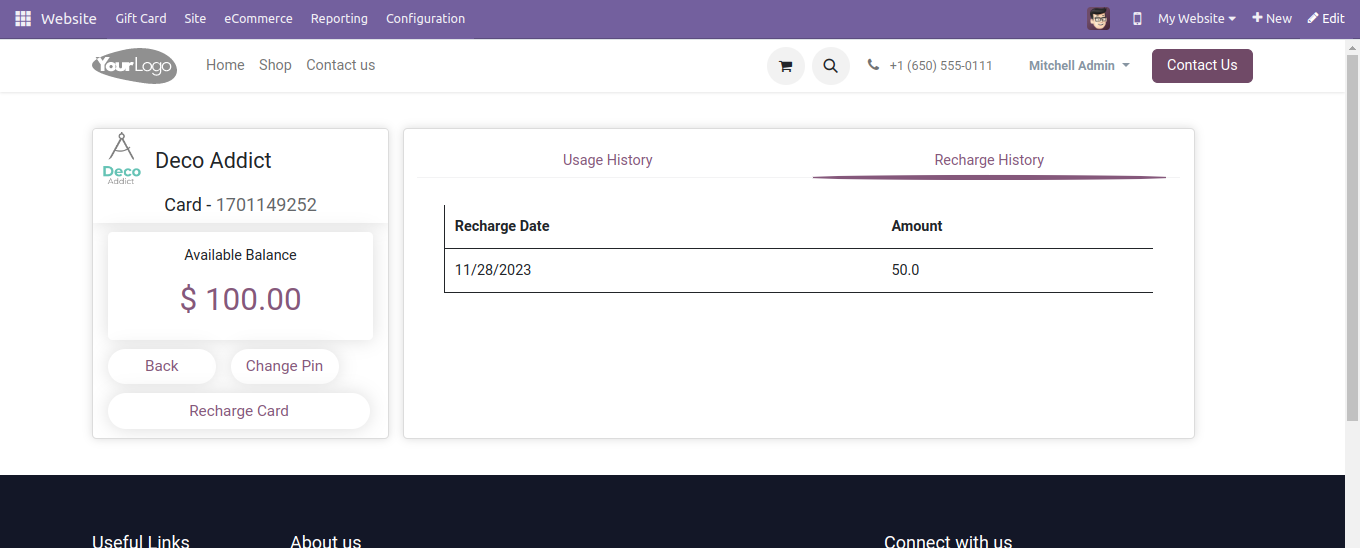 Website Gift Card Site eCommerce Reporting Configuration My Website New Edit
YourLogo Home Shop Contact us +1 (650) 555-0111 Mitchell Admin Contact Us
Deco Addict
Deco Addict
Card - 1701149252
Available Balance
$ 100.00
Back Change Pin
Recharge Card
Usage History Recharge History
Recharge Date Amount
11/28/2023 50.0
Useful Links About us Connect with us